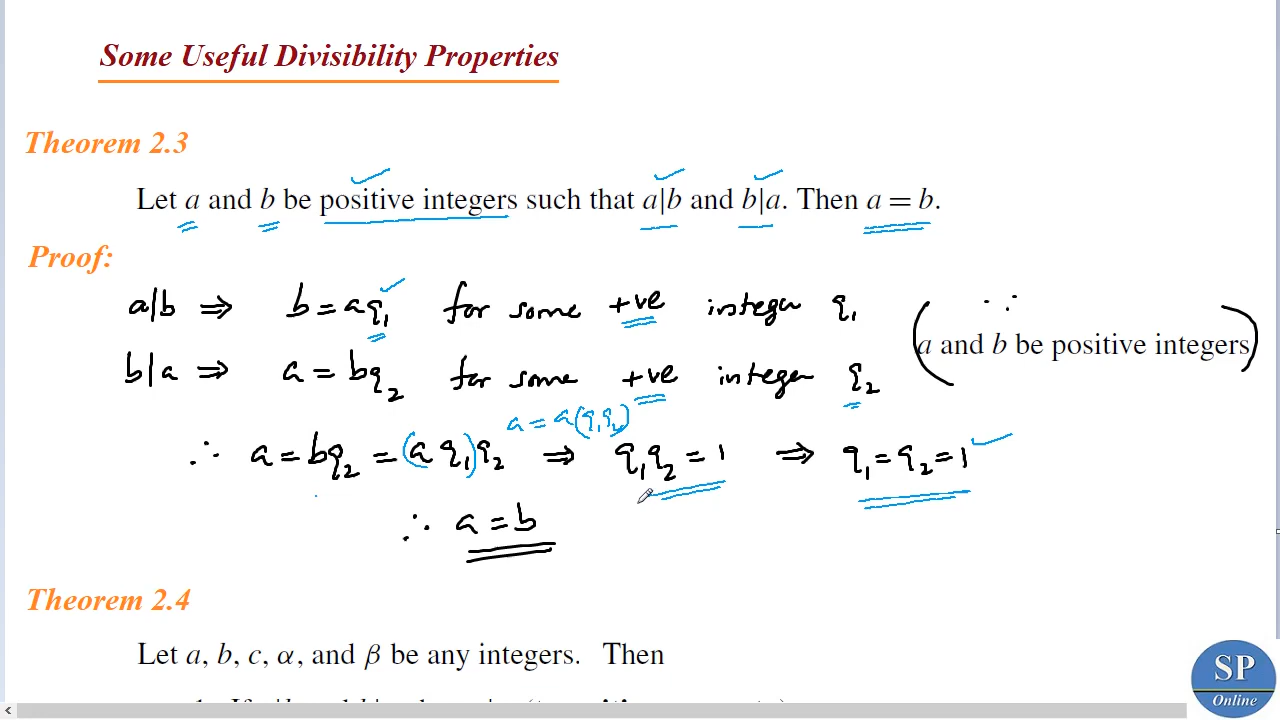 Some Useful Divisibility Properties
Theorem 2.3
Let a and b be positive integers such that a|b and b|a. Then a = b.
Proof:
a|b ⇒ b = aq₁ for some +ve integer q₁
∵
a and b be positive integers
b|a ⇒ a = bq₂ for some +ve integer q₂
a = a(q₁q₂)
∴ a = bq₂ = (a q₁)q₂ ⇒ q₁q₂ = 1 ⇒ q₁ = q₂ = 1
∴ a = b
Theorem 2.4
Let a, b, c, α, and β be any integers. Then
SP
Online